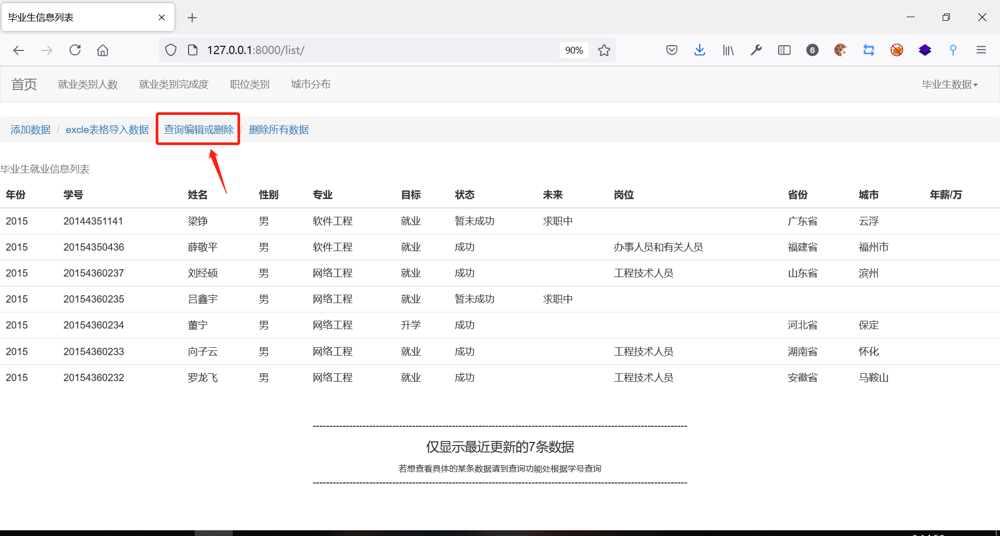 毕业生信息列表
127.0.0.1:8000/list/
90%
6
首页 就业类别人数 就业类别完成度 职位类别 城市分布 毕业生数据
添加数据 / excle表格导入数据 查询编辑或删除 / 删除所有数据
毕业生就业信息列表
年份 学号 姓名 性别 专业 目标 状态 未来 岗位 省份 城市 年薪/万
2015 20144351141 梁铮 男 软件工程 就业 暂未成功 求职中 广东省 云浮
2015 20154350436 薛敬平 男 软件工程 就业 成功 办事人员和有关人员 福建省 福州市
2015 20154360237 刘经硕 男 网络工程 就业 成功 工程技术人员 山东省 滨州
2015 20154360235 吕鑫宇 男 网络工程 就业 暂未成功 求职中
2015 20154360234 董宁 男 网络工程 升学 成功 河北省 保定
2015 20154360233 向子云 男 网络工程 就业 成功 工程技术人员 湖南省 怀化
2015 20154360232 罗龙飞 男 网络工程 就业 成功 工程技术人员 安徽省 马鞍山
仅显示最近更新的7条数据
若想查看具体的某条数据请到查询功能处根据学号查询